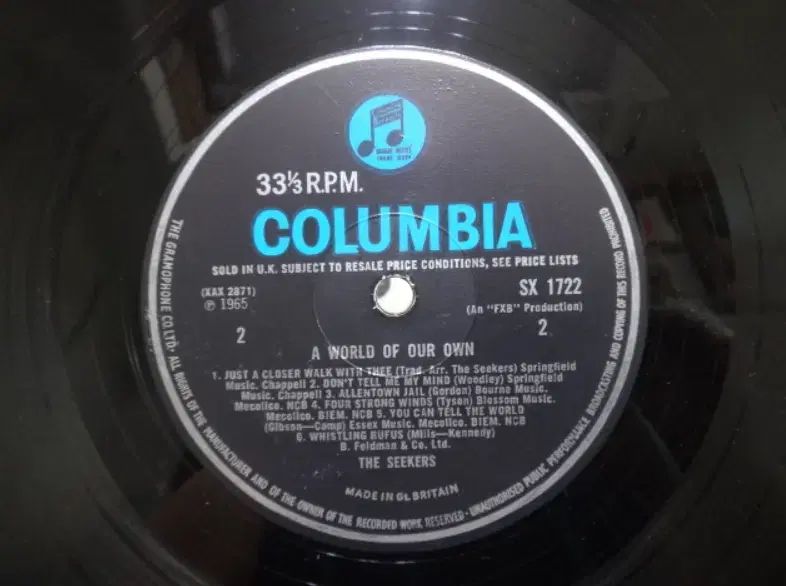 MAGIC NOTES
TRADE MARK
33⅓ R.P.M.
COLUMBIA
SOLD IN U.K. SUBJECT TO RESALE PRICE CONDITIONS, SEE PRICE LISTS
(XAX 2871)
SX 1722
℗ 1965
(An "FXB" Production)
2
2
A WORLD OF OUR OWN
1. JUST A CLOSER WALK WITH THEE (Trad. Arr. The Seekers) Springfield
Music. Chappell 2. DON'T TELL ME MY MIND (Woodley) Springfield
Music. Chappell 3. ALLENTOWN JAIL (Gordon) Bourne Music.
Mecolico. NCB 4. FOUR STRONG WINDS (Tyson) Blossom Music.
Mecolico. BIEM. NCB 5. YOU CAN TELL THE WORLD
(Gibson—Camp) Essex Music. Mecolico. BIEM. NCB
6. WHISTLING RUFUS (Mills—Kennedy)
B. Feldman & Co. Ltd.
THE SEEKERS
MADE IN GT. BRITAIN
THE GRAMOPHONE CO. LTD. · ALL RIGHTS OF THE MANUFACTURER AND OF THE OWNER OF THE RECORDED WORK RESERVED · UNAUTHORISED PUBLIC PERFORMANCE BROADCASTING AND COPYING OF THIS RECORD PROHIBITED